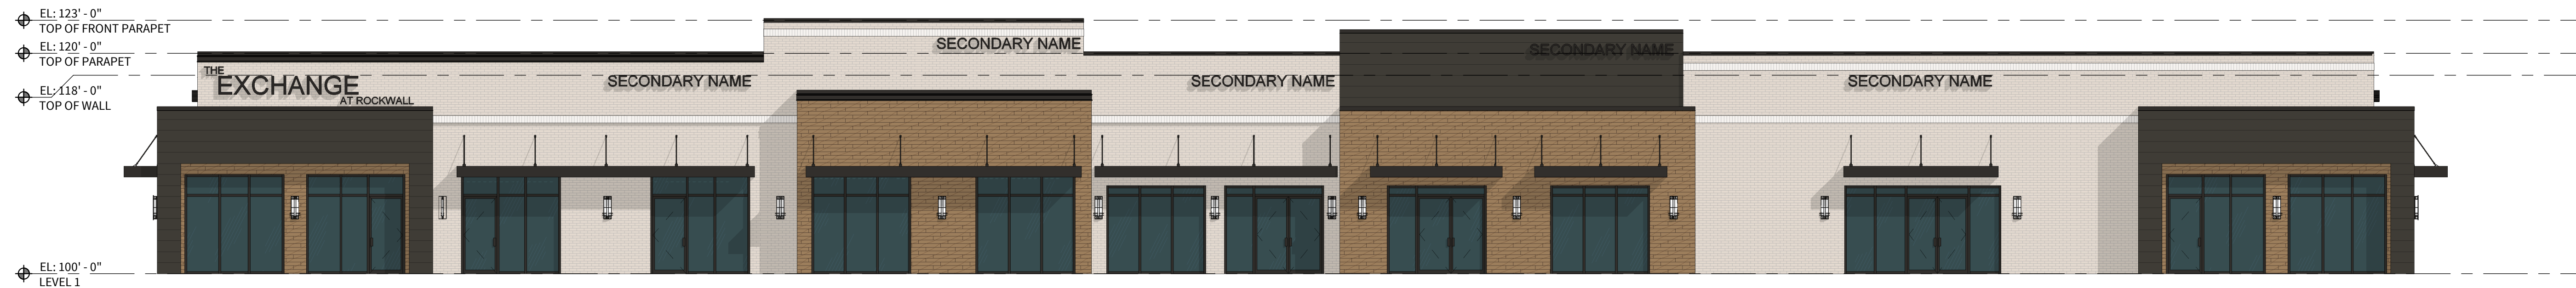 EL: 123' - 0"
TOP OF FRONT PARAPET
EL: 120' - 0"
TOP OF PARAPET
EL: 118' - 0"
TOP OF WALL
EL: 100' - 0"
LEVEL 1
THE
EXCHANGE
AT ROCKWALL
SECONDARY NAME
SECONDARY NAME
SECONDARY NAME
SECONDARY NAME
SECONDARY NAME